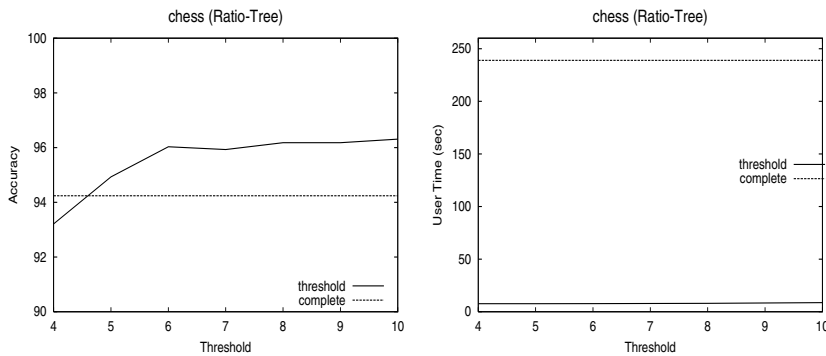 chess (Ratio-Tree)
100
98
96
94
92
90
Accuracy
threshold
complete
4 5 6 7 8 9 10
Threshold
chess (Ratio-Tree)
250
200
150
100
50
0
User Time (sec)
threshold
complete
4 5 6 7 8 9 10
Threshold